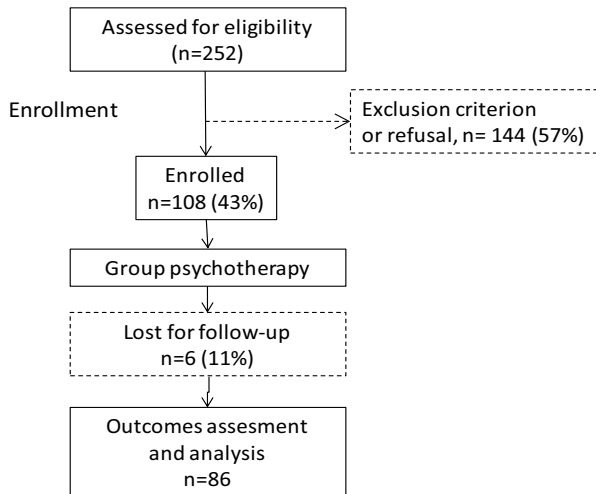 Assessed for eligibility
(n=252)
Enrollment
Exclusion criterion
or refusal, n= 144 (57%)
Enrolled
n=108 (43%)
Group psychotherapy
Lost for follow-up
n=6 (11%)
Outcomes assesment
and analysis
n=86